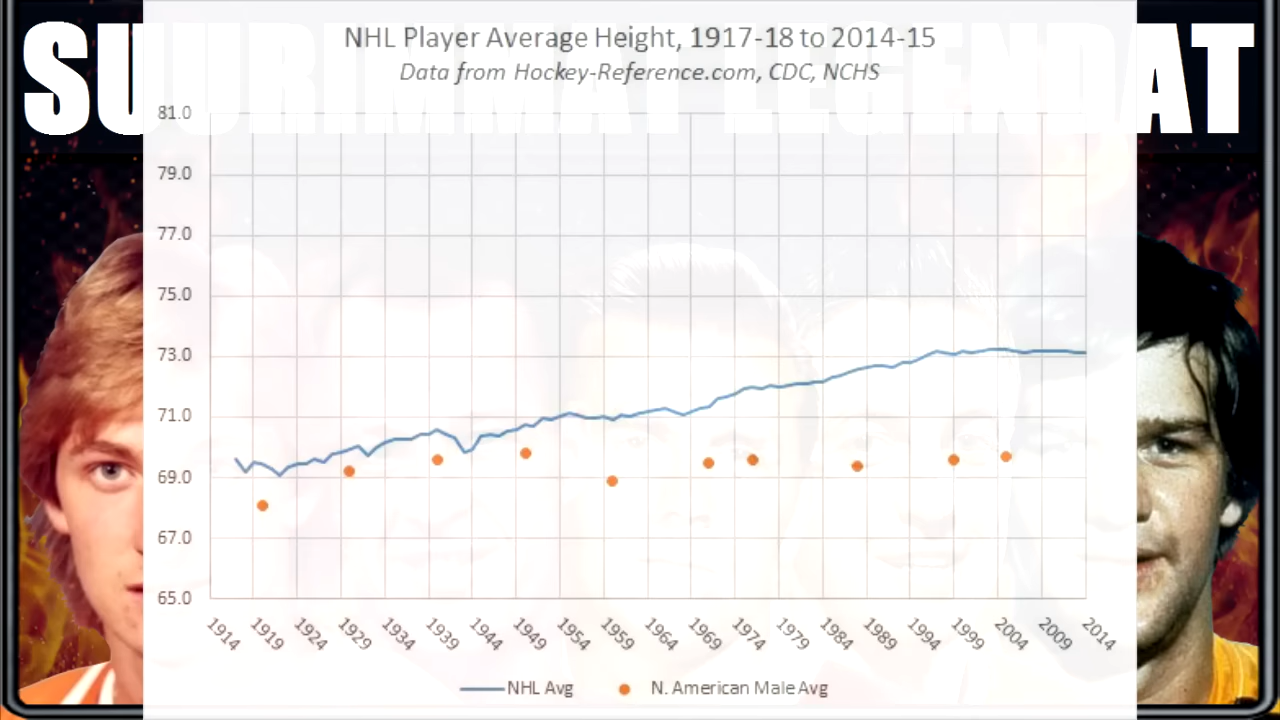 SUURIMMAT LEGENDAT
NHL Player Average Height, 1917-18 to 2014-15
Data from Hockey-Reference.com, CDC, NCHS
81.0
79.0
77.0
75.0
73.0
71.0
69.0
67.0
65.0
1914 1919 1924 1929 1934 1939 1944 1949 1954 1959 1964 1969 1974 1979 1984 1989 1994 1999 2004 2009 2014
NHL Avg N. American Male Avg